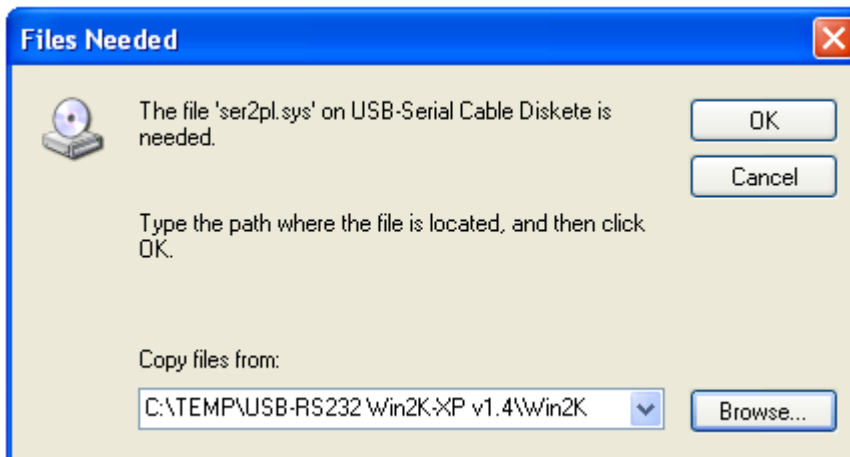 Files Needed
The file 'ser2pl.sys' on USB-Serial Cable Diskete is
needed.
OK
Cancel
Type the path where the file is located, and then click
OK.
Copy files from:
C:\TEMP\USB-RS232 Win2K-XP v1.4\Win2K
Browse...